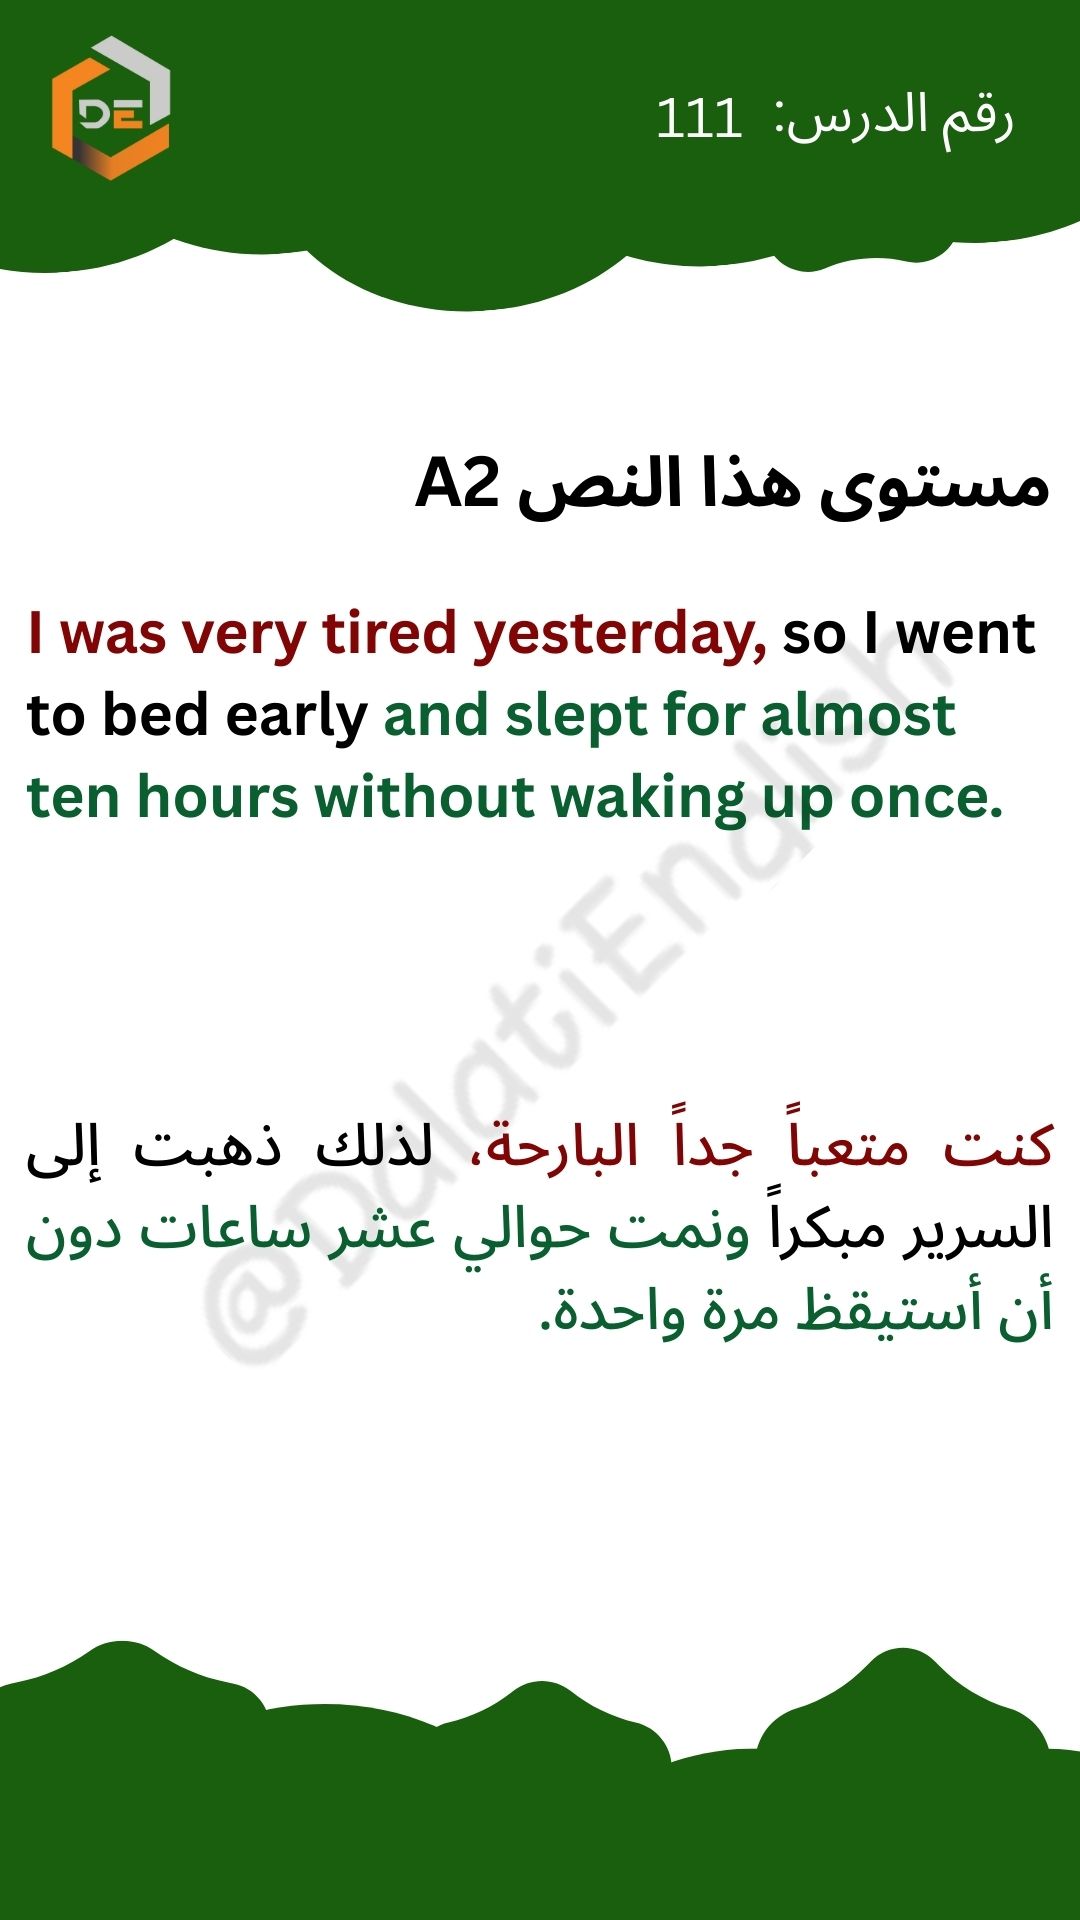 DE
رقم الدرس: 111
مستوى هذا النص A2
I was very tired yesterday, so I went
to bed early and slept for almost
ten hours without waking up once.
@DalatiEnglish
كنت متعباً جداً البارحة، لذلك ذهبت إلى
السرير مبكراً ونمت حوالي عشر ساعات دون
أن أستيقظ مرة واحدة.